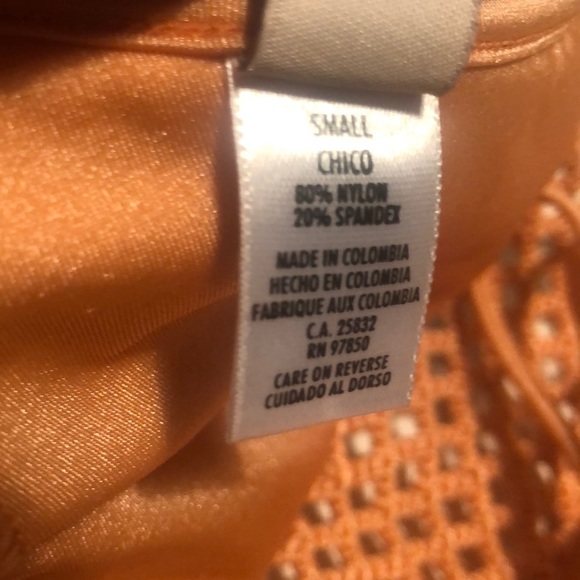 SMALL
CHICO
80% NYLON
20% SPANDEX
MADE IN COLOMBIA
HECHO EN COLOMBIA
FABRIQUE AUX COLOMBIA
C.A. 25832
RN 97850
CARE ON REVERSE
CUIDADO AL DORSO